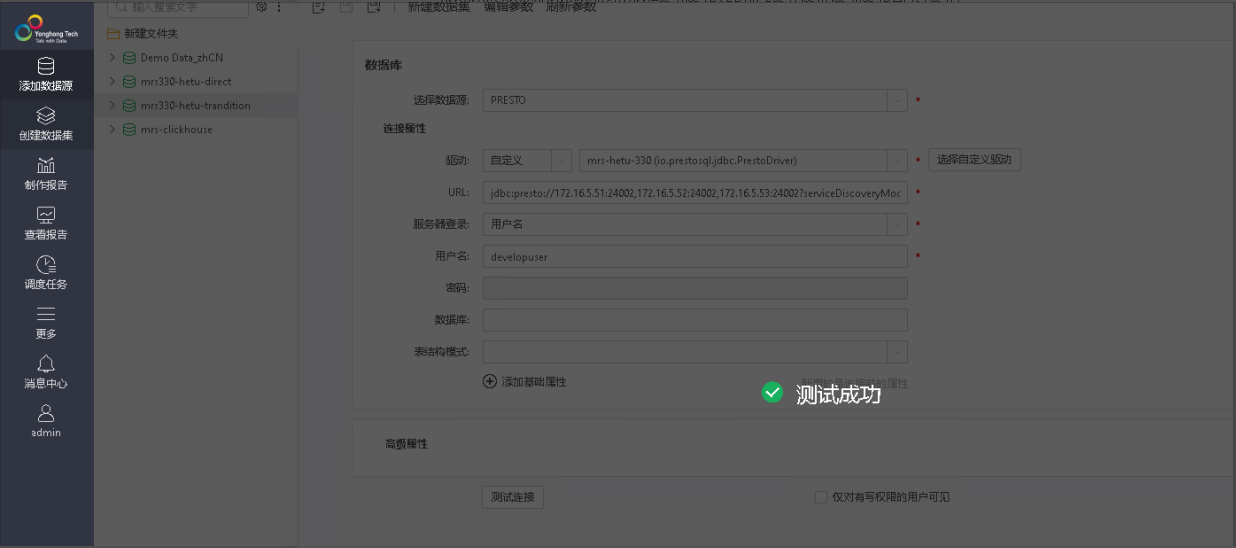 Yonghong Tech
Talk with Data
添加数据源
创建数据集
制作报告
查看报告
调度任务
更多
消息中心
admin
输入搜索文字
新建文件夹
Demo Data_zhCN
mrs330-hetu-direct
mrs330-hetu-trandition
mrs-clickhouse
新建数据集 编辑参数 刷新参数
数据库
选择数据源: PRESTO *
连接属性
驱动: 自定义 mrs-hetu-330 (io.prestosql.jdbc.PrestoDriver) * 选择自定义驱动
URL: jdbc:presto://172.16.5.51:24002,172.16.5.52:24002,172.16.5.53:24002?serviceDiscoveryMoc *
服务器登录: 用户名 *
用户名: developuser *
密码:
数据库:
表结构模式:
添加基础属性
的属性
测试成功
高级属性
测试连接 仅对有写权限的用户可见